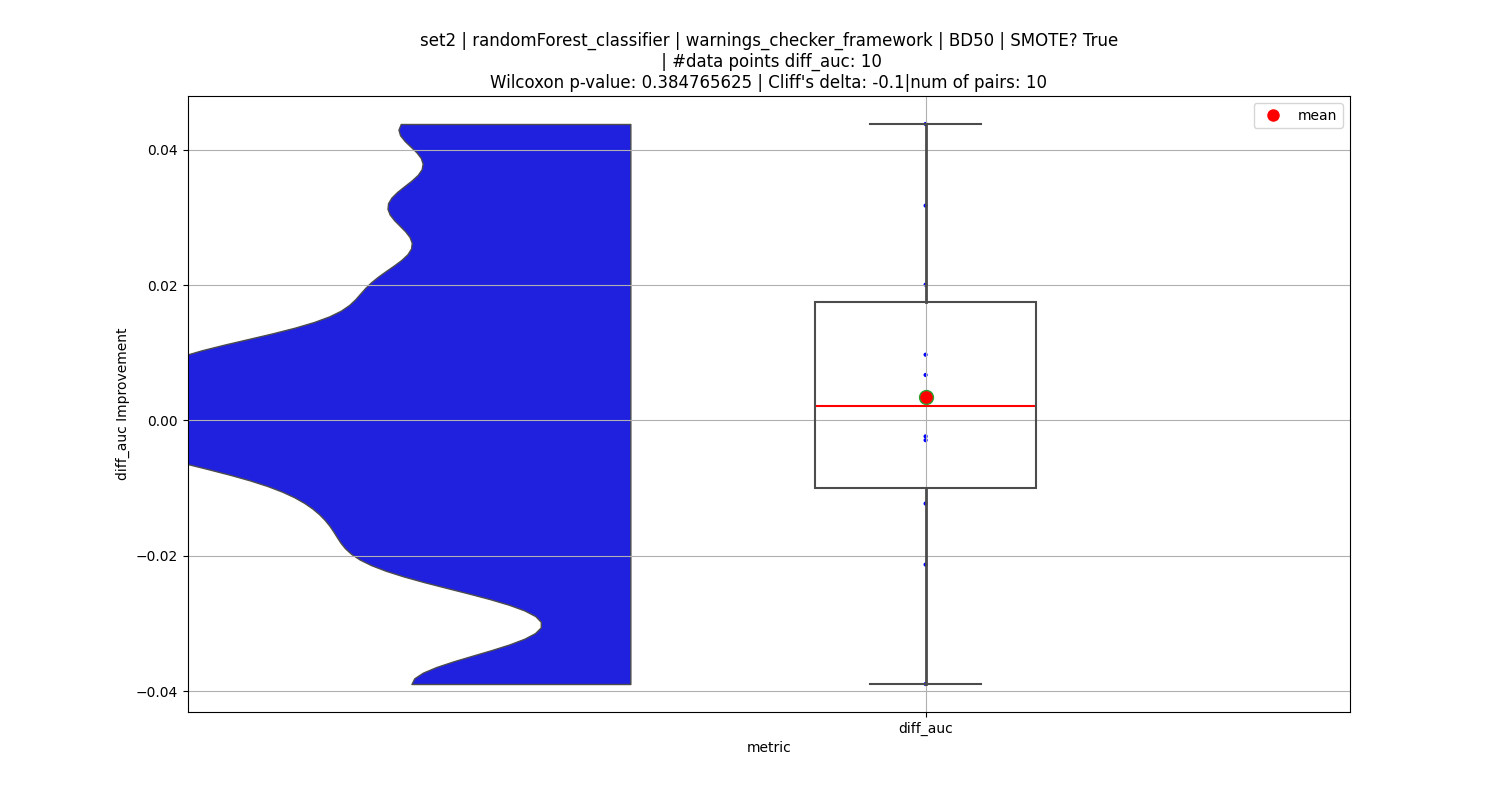 set2 | randomForest_classifier | warnings_checker_framework | BD50 | SMOTE? True
| #data points diff_auc: 10
Wilcoxon p-value: 0.384765625 | Cliff's delta: -0.1|num of pairs: 10
mean
0.04
0.02
0.00
−0.02
−0.04
diff_auc Improvement
diff_auc
metric